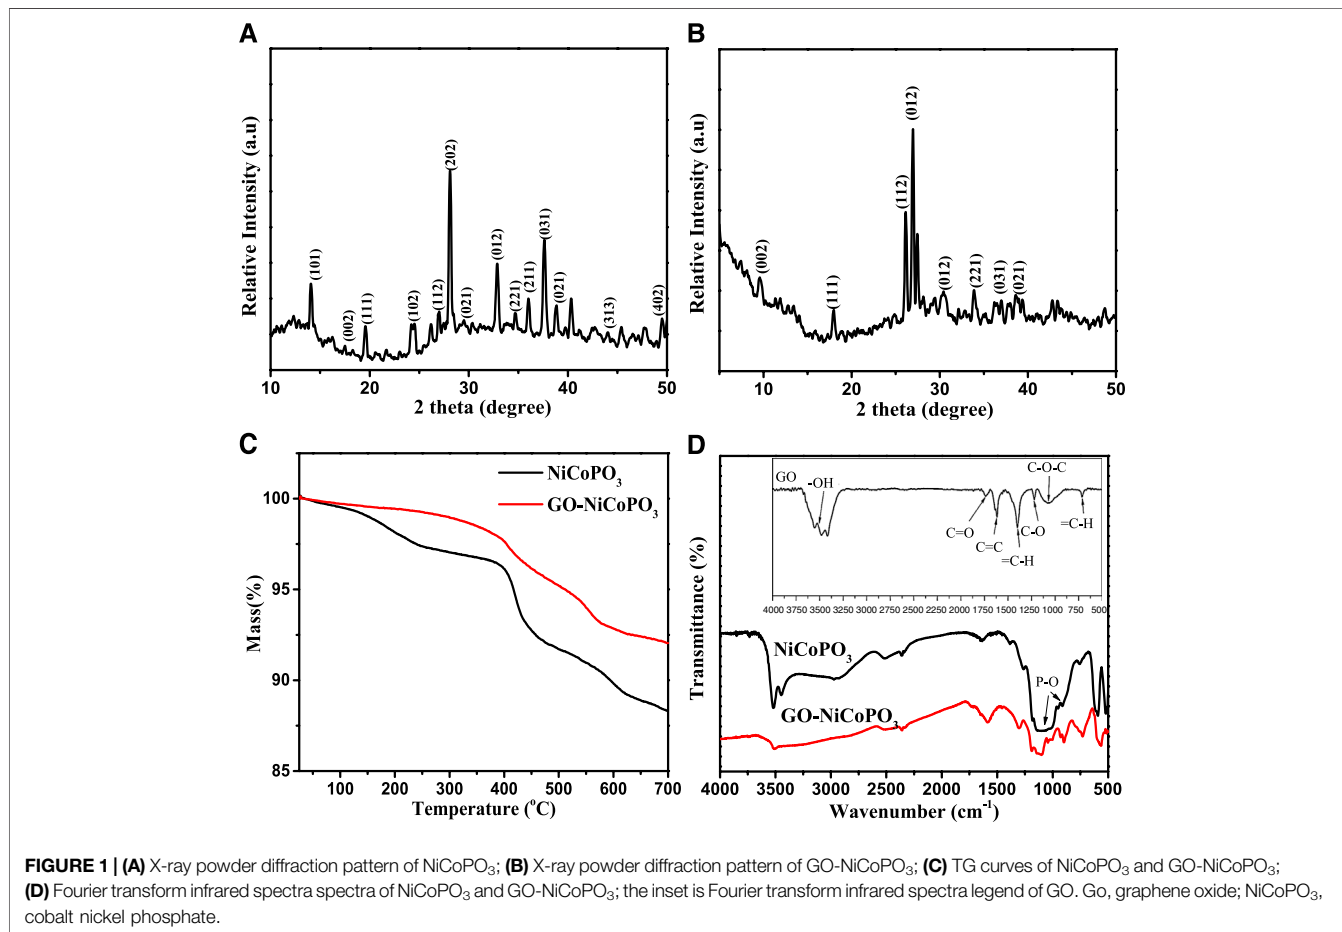 A
Relative Intensity (a.u)
(101)
(002)
(111)
(102)
(112)
(202)
(021)
(012)
(221)
(211)
(031)
(021)
(313)
(402)
10 20 30 40 50
2 theta (degree)
B
Relative Intensity (a.u)
(002)
(111)
(112)
(012)
(012)
(221)
(031)
(021)
10 20 30 40 50
2 theta (degree)
C
Mass(%)
100
95
90
85
NiCoPO₃
GO-NiCoPO₃
100 200 300 400 500 600 700
Temperature (°C)
D
Transmittance (%)
GO
-OH
C=O
C=C
=C-H
C-O
C-O-C
=C-H
4000 3750 3500 3250 3000 2750 2500 2250 2000 1750 1500 1250 1000 750 500
NiCoPO₃
P-O
GO-NiCoPO₃
4000 3500 3000 2500 2000 1500 1000 500
Wavenumber (cm⁻¹)
FIGURE 1 | (A) X-ray powder diffraction pattern of NiCoPO₃; (B) X-ray powder diffraction pattern of GO-NiCoPO₃; (C) TG curves of NiCoPO₃ and GO-NiCoPO₃;
(D) Fourier transform infrared spectra spectra of NiCoPO₃ and GO-NiCoPO₃; the inset is Fourier transform infrared spectra legend of GO. Go, graphene oxide; NiCoPO₃,
cobalt nickel phosphate.